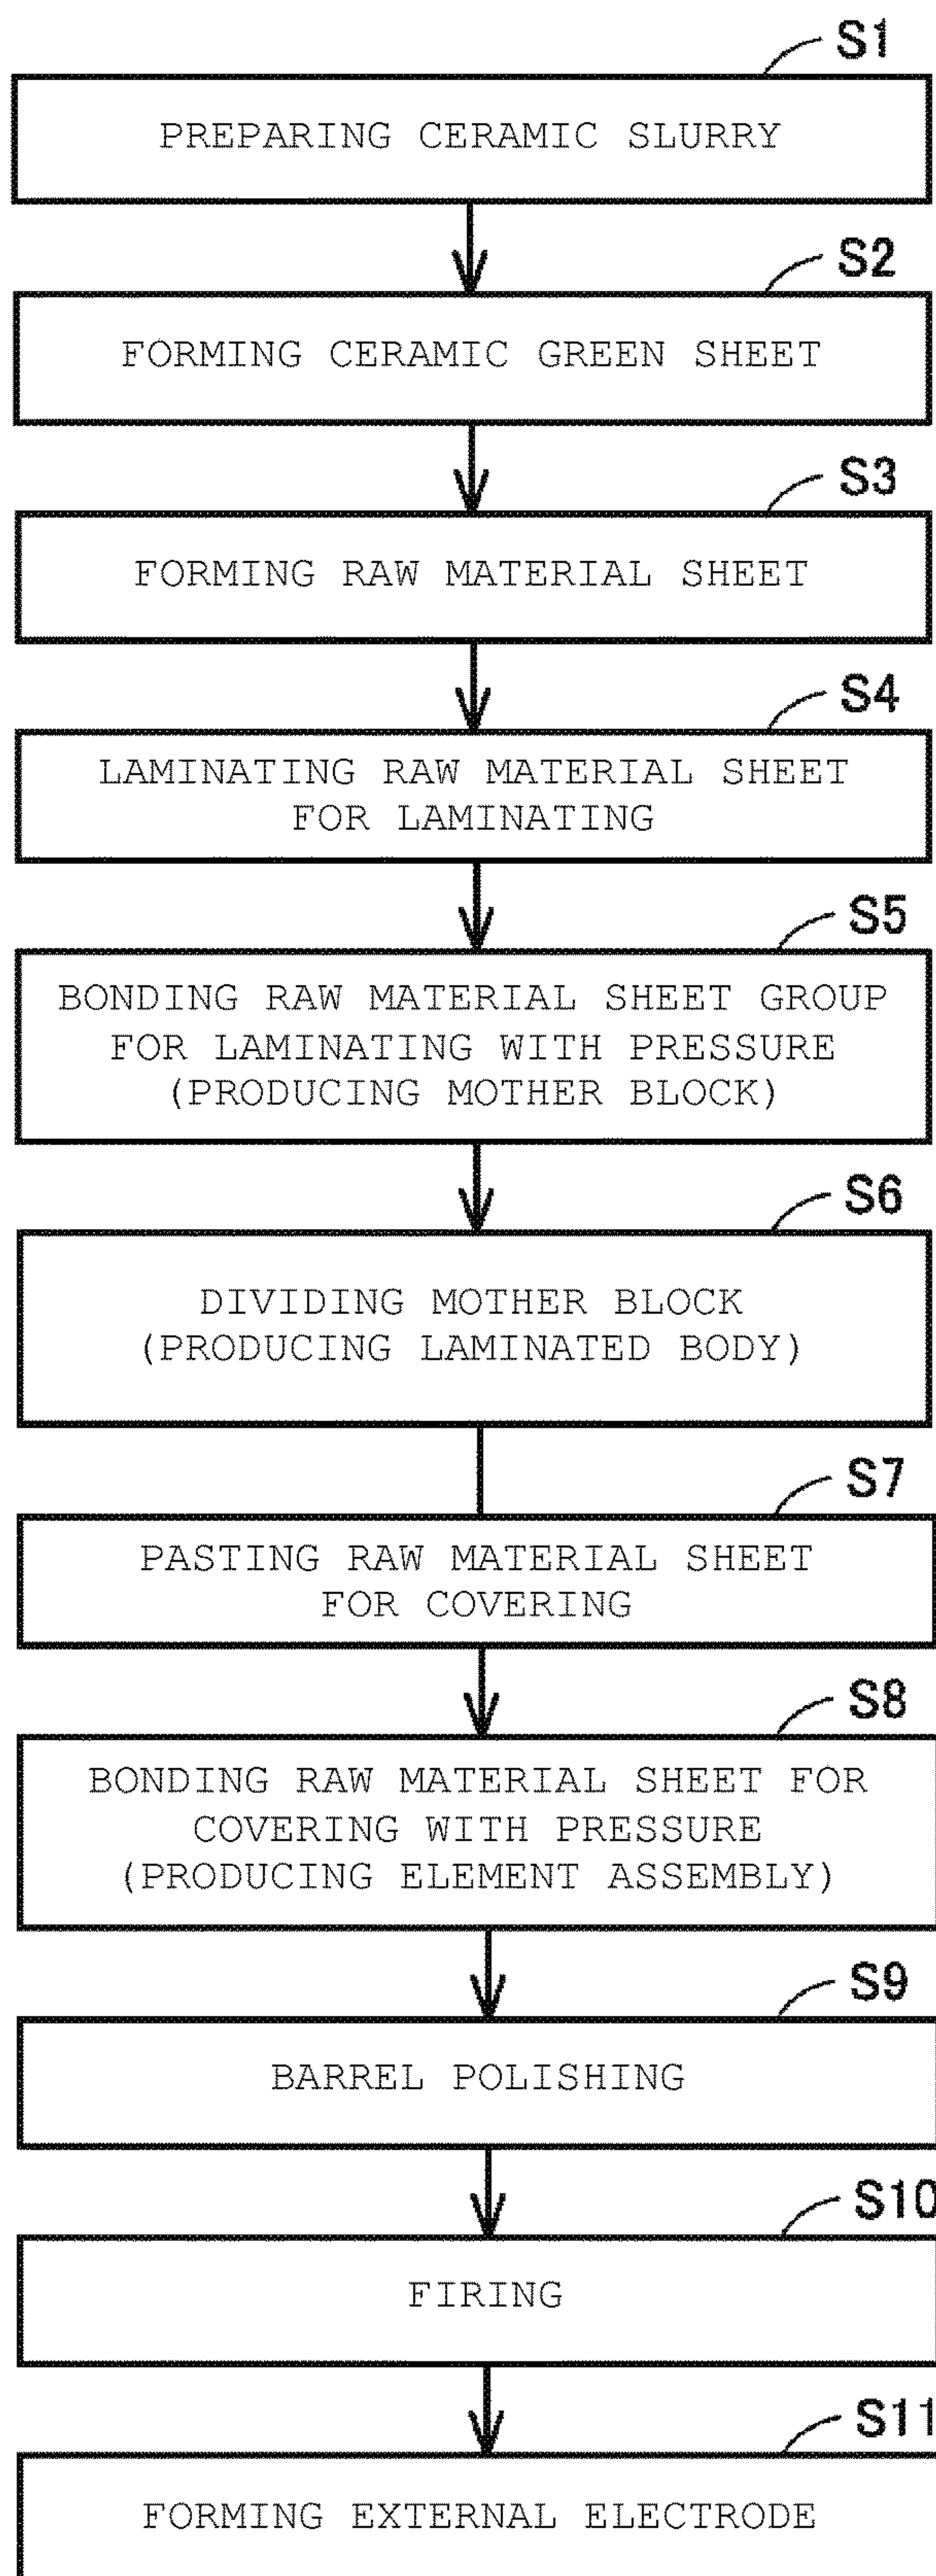 S1
PREPARING CERAMIC SLURRY
S2
FORMING CERAMIC GREEN SHEET
S3
FORMING RAW MATERIAL SHEET
S4
LAMINATING RAW MATERIAL SHEET
FOR LAMINATING
S5
BONDING RAW MATERIAL SHEET GROUP
FOR LAMINATING WITH PRESSURE
(PRODUCING MOTHER BLOCK)
S6
DIVIDING MOTHER BLOCK
(PRODUCING LAMINATED BODY)
S7
PASTING RAW MATERIAL SHEET
FOR COVERING
S8
BONDING RAW MATERIAL SHEET FOR
COVERING WITH PRESSURE
(PRODUCING ELEMENT ASSEMBLY)
S9
BARREL POLISHING
S10
FIRING
S11
FORMING EXTERNAL ELECTRODE